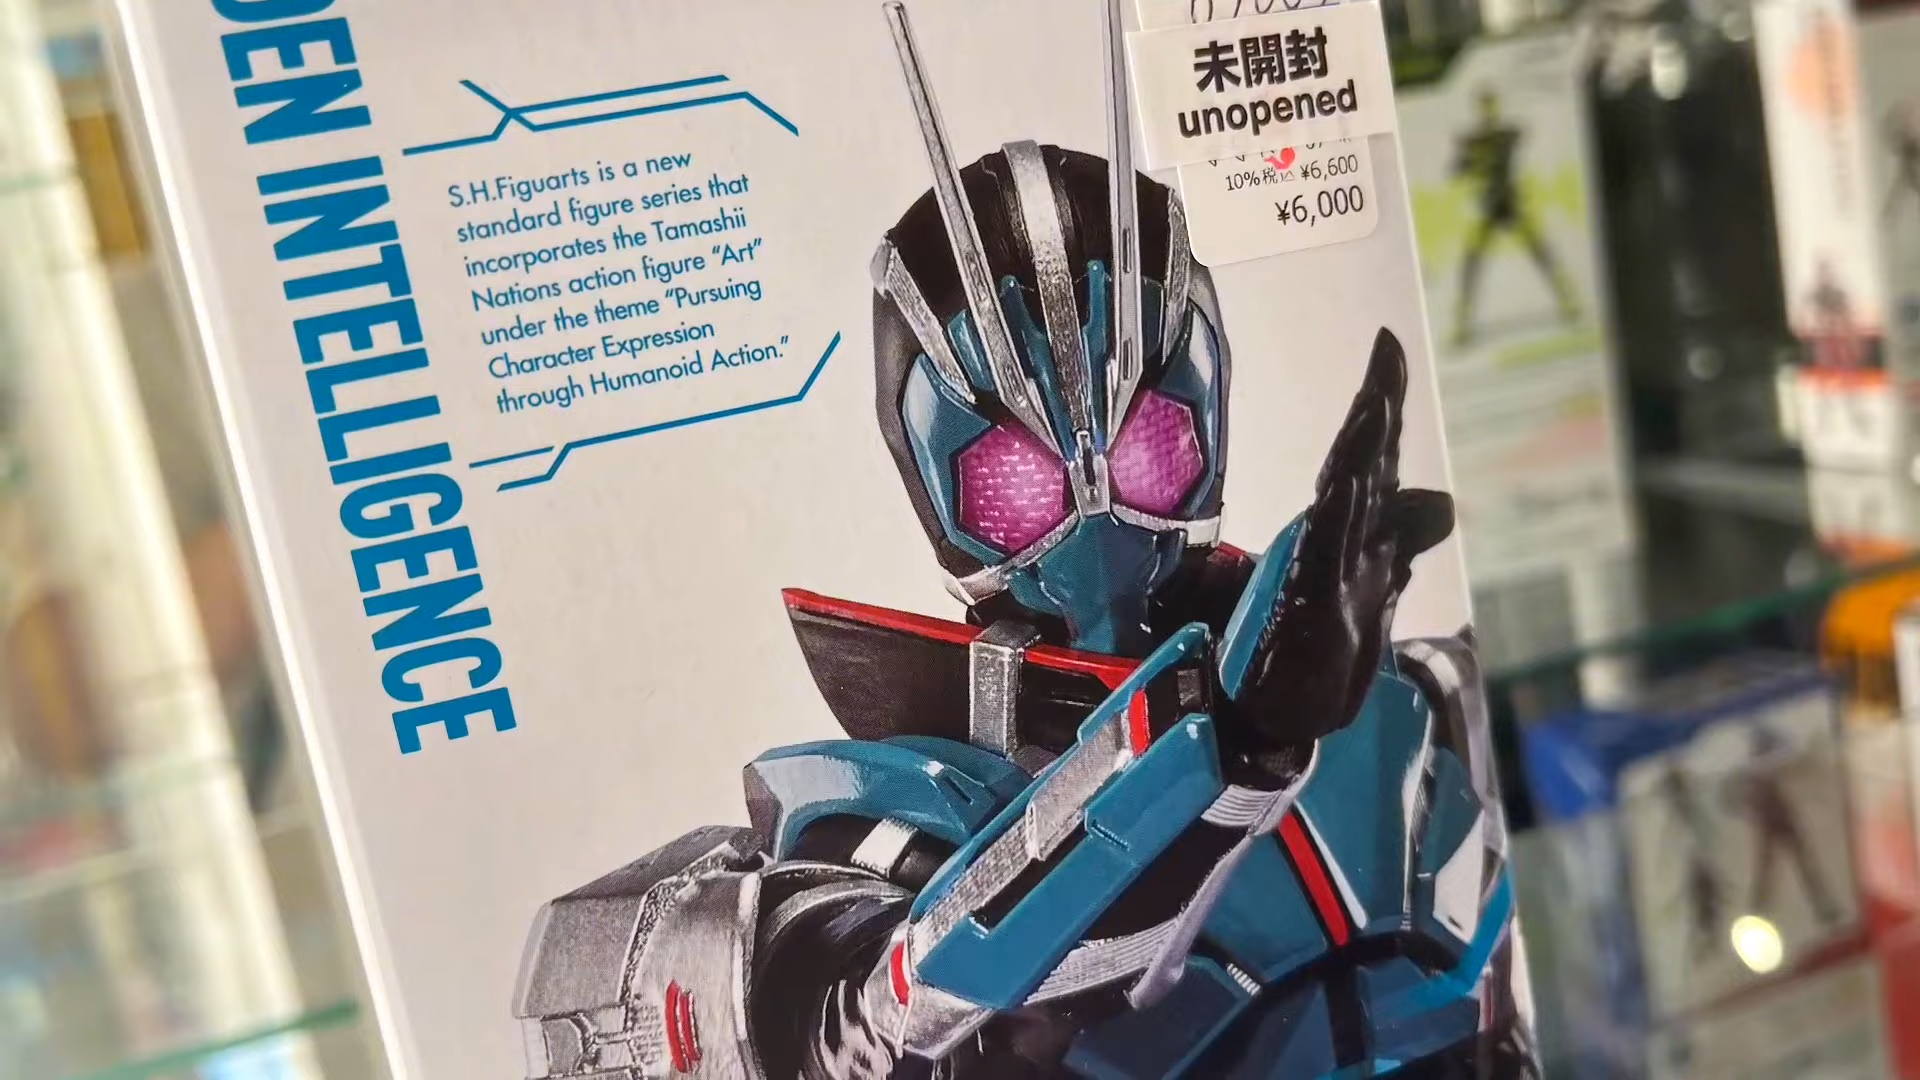 DEN INTELLIGENCE
S.H.Figuarts is a new
standard figure series that
incorporates the Tamashii
Nations action figure “Art”
under the theme “Pursuing
Character Expression
through Humanoid Action.”
未開封
unopened
10%税込 ¥6,600
¥6,000